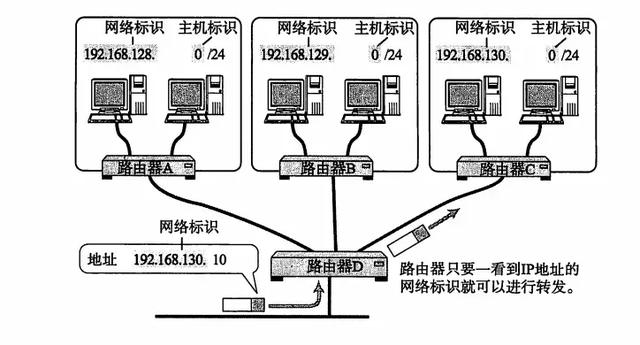 网络标识 主机标识
192.168.128. 0 /24
网络标识 主机标识
192.168.129. 0 /24
网络标识 主机标识
192.168.130. 0 /24
路由器A
路由器B
路由器C
网络标识
地址 192.168.130. 10
路由器D
路由器只要一看到IP地址的
网络标识就可以进行转发。